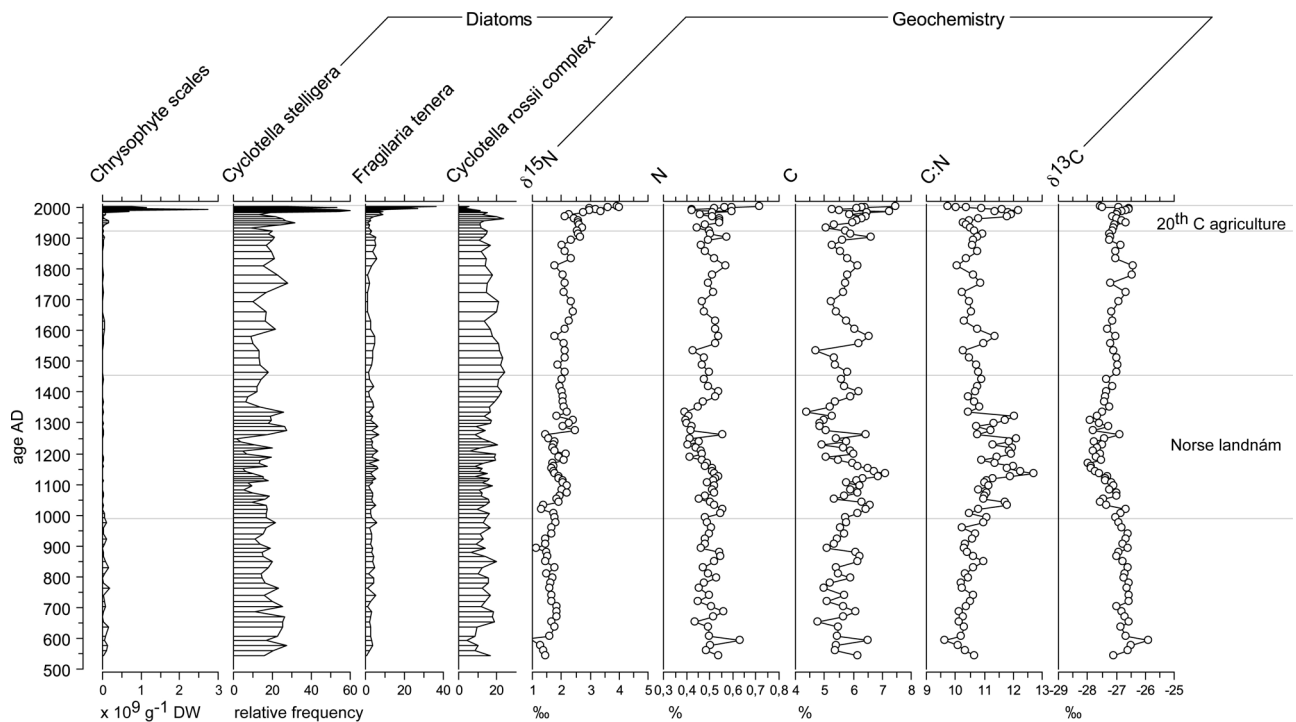 Diatoms
Geochemistry
Chrysophyte scales
Cyclotella stelligera
Fragilaria tenera
Cyclotella rossii complex
δ15N
N
C
C:N
δ13C
age AD
2000
1900
1800
1700
1600
1500
1400
1300
1200
1100
1000
900
800
700
600
500
20th C agriculture
Norse landnám
0 1 2 3
0 20 40 60
0 20 40
0 20
1 2 3 4 5
0,3 0,4 0,5 0,6 0,7 0,8
4 5 6 7 8
9 10 11 12 13
-29 -28 -27 -26 -25
x 10^9 g^-1 DW
relative frequency
‰
%
%
‰